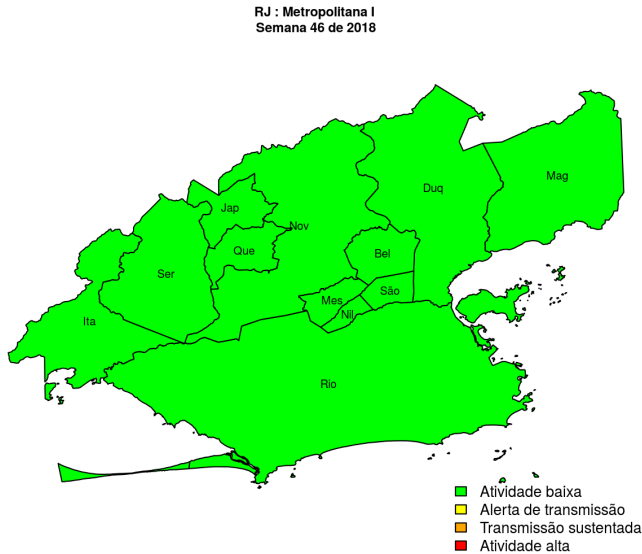 RJ : Metropolitana I
Semana 46 de 2018
Mag
Duq
Jap
Nov
Que
Bel
Ser
São
Mes
Nil
Ita
Rio
Atividade baixa
Alerta de transmissão
Transmissão sustentada
Atividade alta